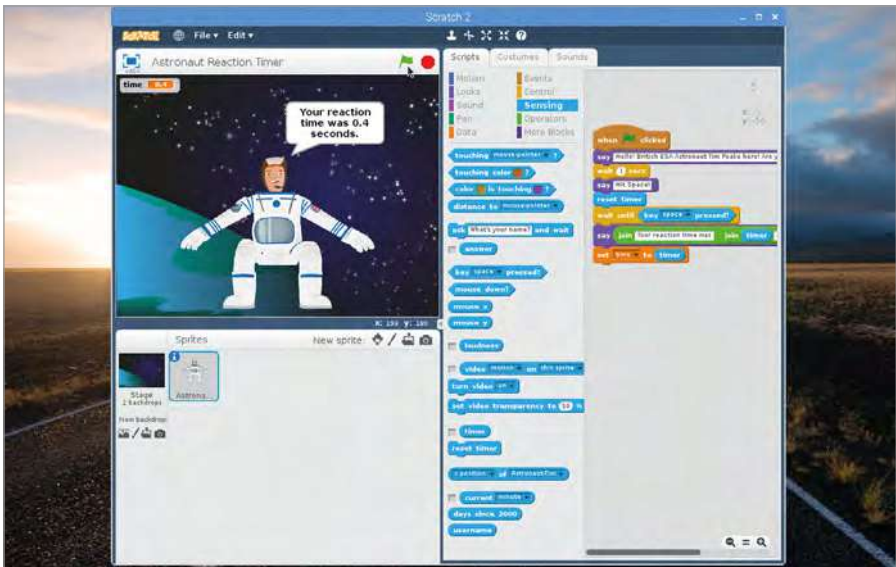 Scratch 2
SCRATCH File▾ Edit▾
Astronaut Reaction Timer
time 0.4
Your reaction
time was 0.4
seconds.
Sprites New sprite:
Stage
2 backdrops
New backdrop
Astrona...
Scripts Costumes Sounds
Motion Events
Looks Control
Sound Sensing
Pen Operators
Data More Blocks
touching mouse-pointer ?
touching color ?
color is touching ?
distance to mouse-pointer
ask What's your name? and wait
answer
key space pressed?
mouse down?
mouse x
mouse y
loudness
video motion on this sprite
turn video on
set video transparency to 50 %
timer
reset timer
x position of AstronautTim
current minute
days since 2000
username
when clicked
say Hello! British ESA Astronaut Tim Peake here! Are y
wait 1 secs
say Hit Space!
reset timer
wait until key space pressed?
say join Your reaction time was join timer
set time to timer